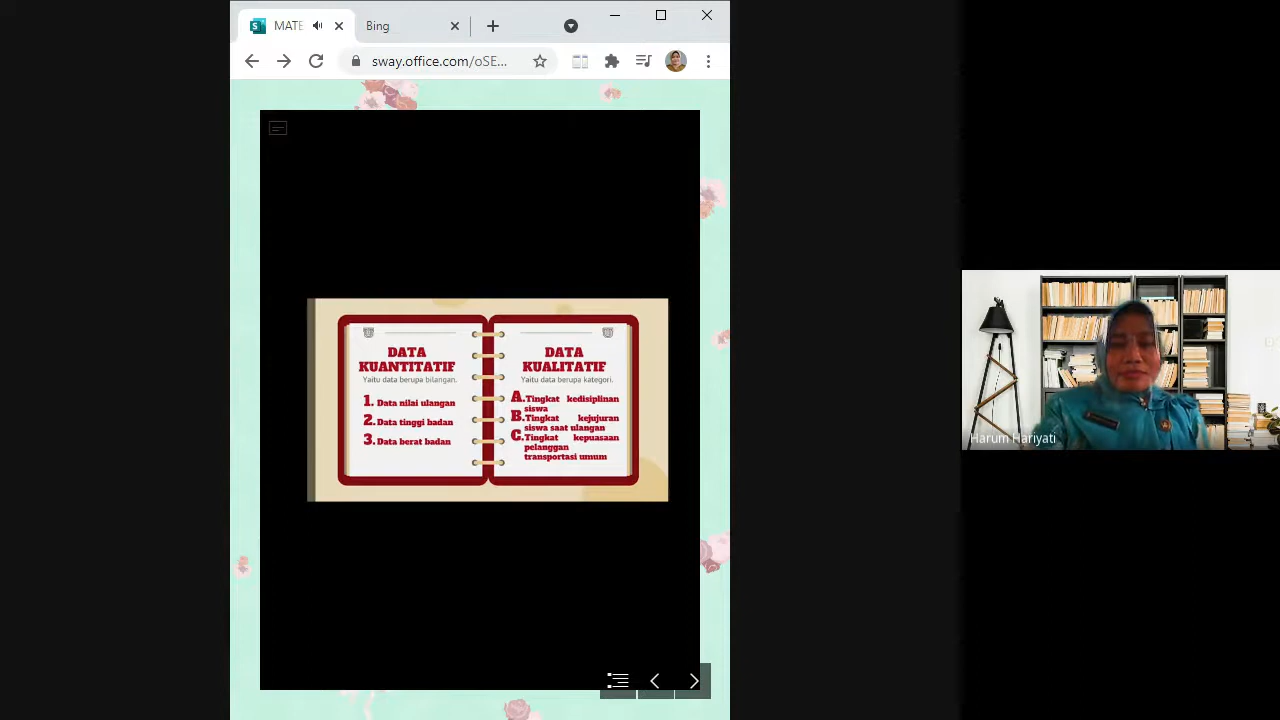 MATE
Bing
sway.office.com/oSE...
DATA
KUANTITATIF
Yaitu data berupa bilangan.
1. Data nilai ulangan
2. Data tinggi badan
3. Data berat badan
DATA
KUALITATIF
Yaitu data berupa kategori.
A. Tingkat kedisiplinan
siswa
B. Tingkat kejujuran
siswa saat ulangan
C. Tingkat kepuasaan
pelanggan
transportasi umum
Harum Hariyati